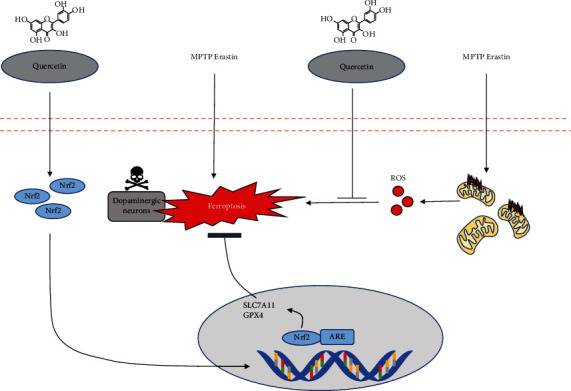 OH
OH
HO
O
OH
OH O
OH
OH
HO
O
OH
OH O
Quercetin
MPTP Erastin
Quercetin
MPTP Erastin
ROS
Nrf2
Nrf2
Nrf2
Dopaminergic
neurons
Ferroptosis
SLC7A11
GPX4
Nrf2
ARE